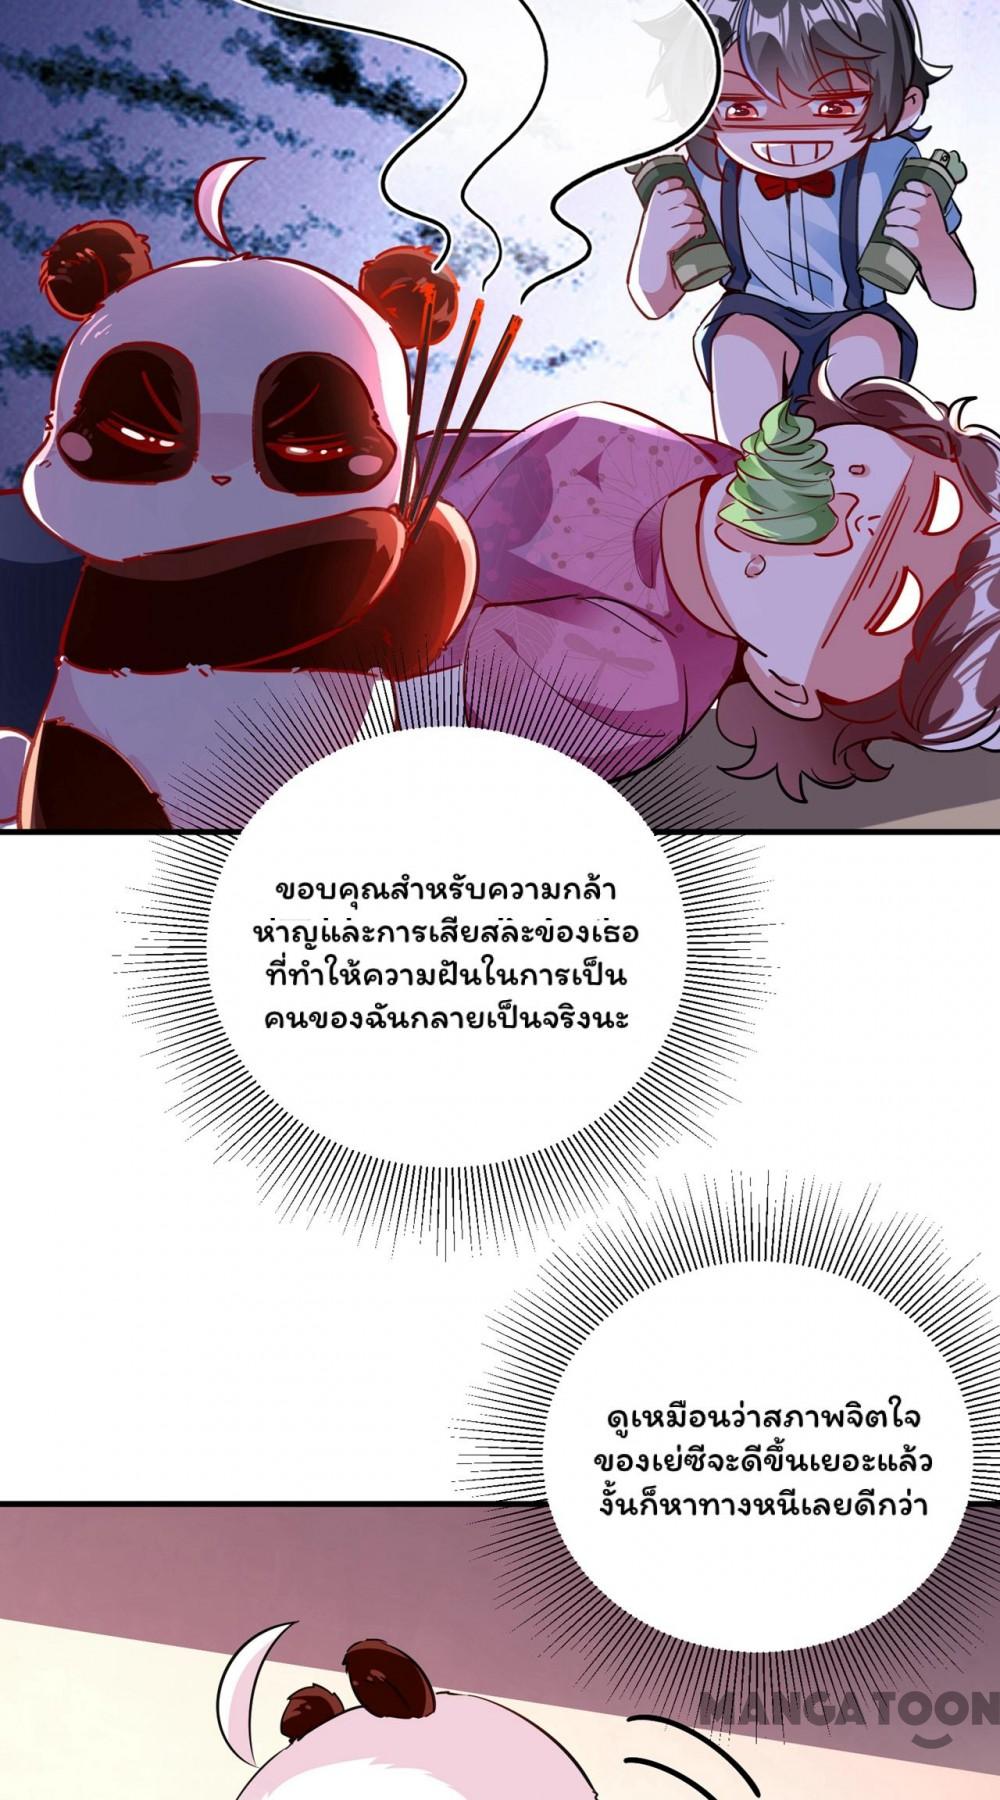 ขอบคุณสำหรับความกล้า
หาญและการเสียสละของเธอ
ที่ทำให้ความฝันในการเป็น
คนของฉันกลายเป็นจริงนะ
ดูเหมือนว่าสภาพจิตใจ
ของเย่ซีจะดีขึ้นเยอะแล้ว
งั้นก็หาทางหนีเลยดีกว่า
MANGATOON